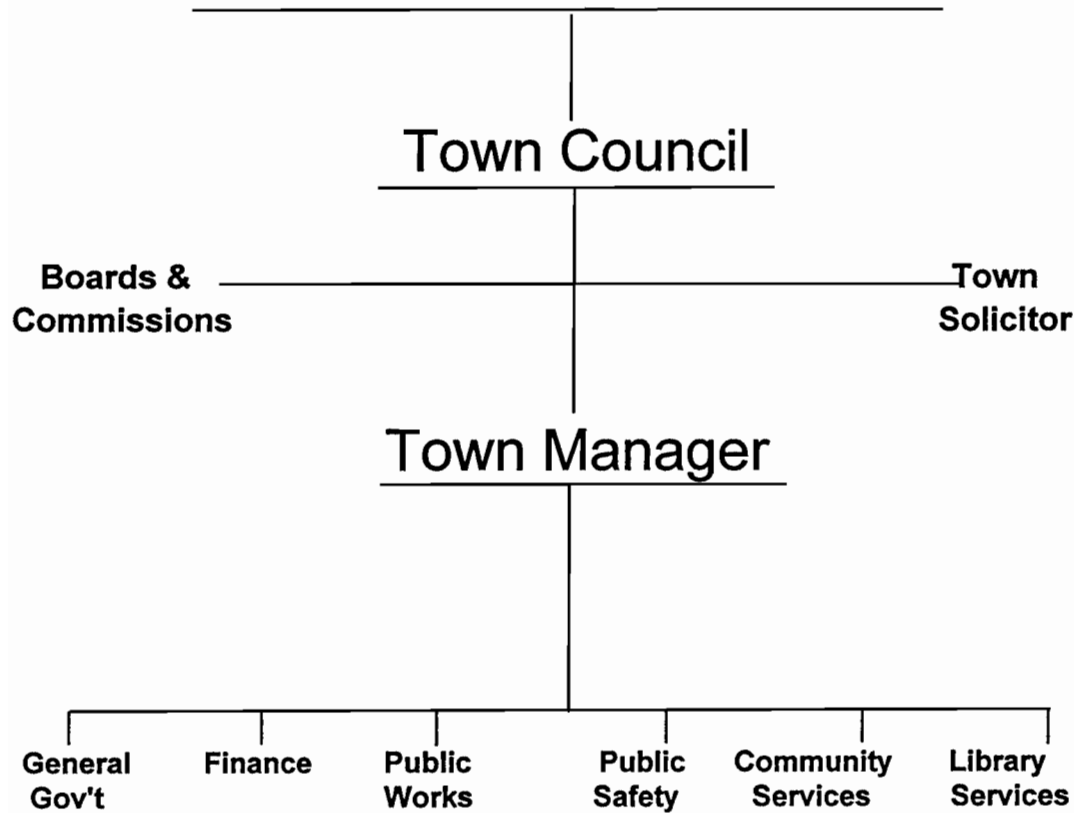 Town Council
Boards &
Commissions
Town
Solicitor
Town Manager
General
Gov't
Finance
Public
Works
Public
Safety
Community
Services
Library
Services